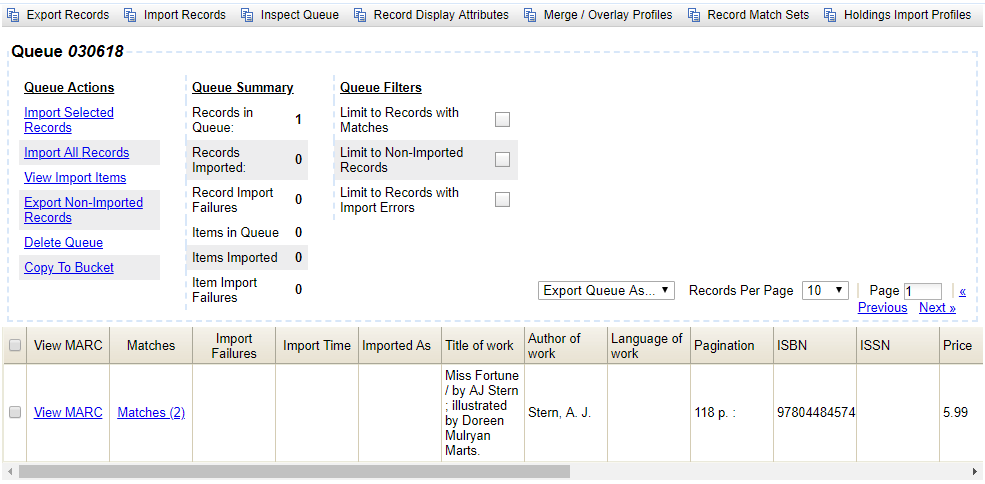 Export Records Import Records Inspect Queue Record Display Attributes Merge / Overlay Profiles Record Match Sets Holdings Import Profiles
Queue 030618
Queue Actions
Import Selected
Records
Import All Records
View Import Items
Export Non-Imported
Records
Delete Queue
Copy To Bucket
Queue Summary
Records in
Queue: 1
Records
Imported: 0
Record Import
Failures 0
Items in Queue 0
Items Imported 0
Item Import
Failures 0
Queue Filters
Limit to Records with
Matches
Limit to Non-Imported
Records
Limit to Records with
Import Errors
Export Queue As... Records Per Page 10 Page 1 «
Previous Next »
View MARC Matches Import
Failures Import Time Imported As Title of work Author of
work Language of
work Pagination ISBN ISSN Price
View MARC Matches (2) Miss Fortune
/ by AJ Stern
; illustrated
by Doreen
Mulryan
Marts. Stern, A. J. 118 p. : 97804484574 5.99